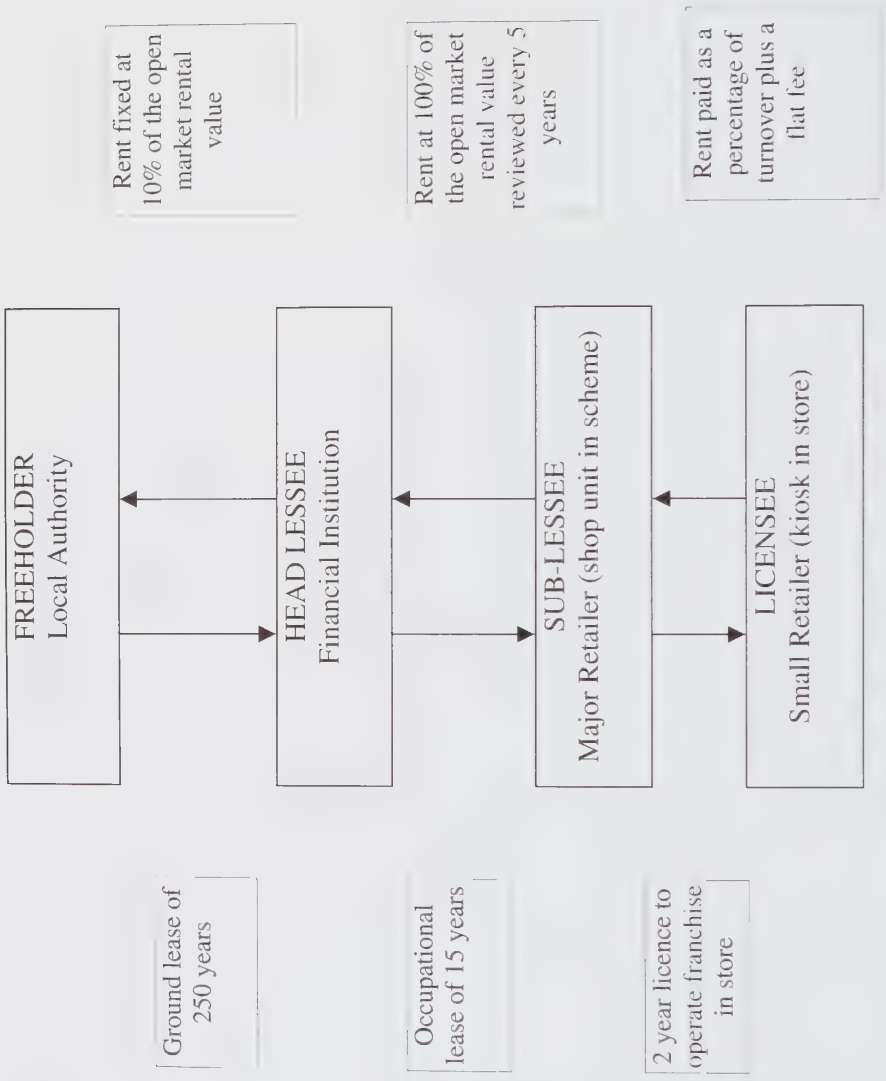 FREEHOLDER
Local Authority
Ground lease of
250 years
Rent fixed at
10% of the open
market rental
value
HEAD LESSEE
Financial Institution
Occupational
lease of 15 years
Rent at 100% of
the open market
rental value
reviewed every 5
years
SUB-LESSEE
Major Retailer (shop unit in scheme)
2 year licence to
operate franchise
in store
Rent paid as a
percentage of
turnover plus a
flat fee
LICENSEE
Small Retailer (kiosk in store)